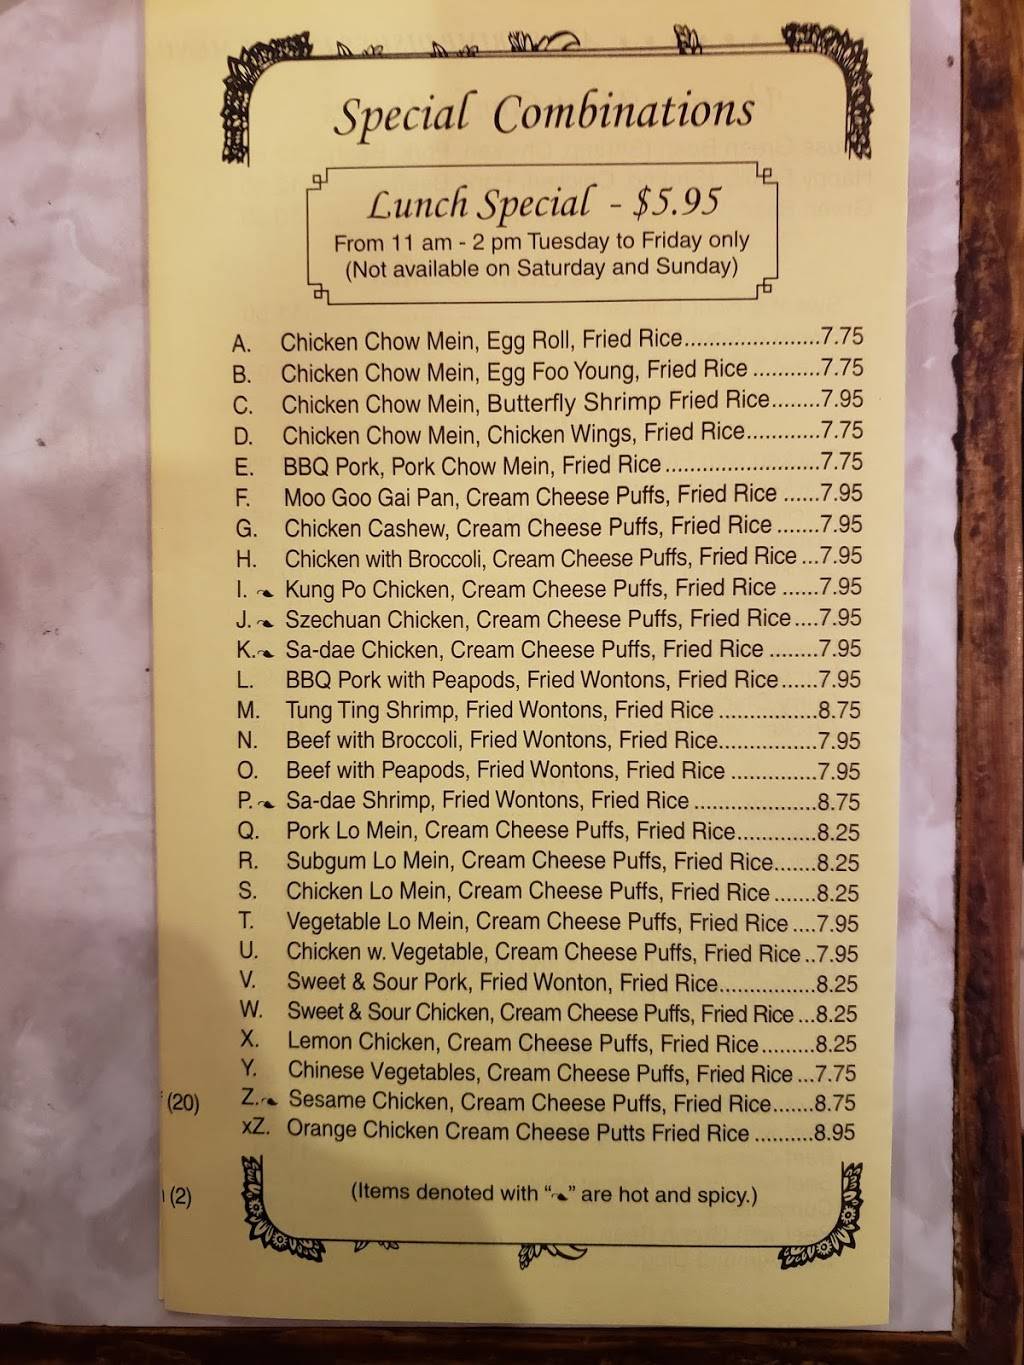 Special Combinations
Lunch Special - $5.95
From 11 am - 2 pm Tuesday to Friday only
(Not available on Saturday and Sunday)
A. Chicken Chow Mein, Egg Roll, Fried Rice......................7.75
B. Chicken Chow Mein, Egg Foo Young, Fried Rice ...........7.75
C. Chicken Chow Mein, Butterfly Shrimp Fried Rice........7.95
D. Chicken Chow Mein, Chicken Wings, Fried Rice............7.75
E. BBQ Pork, Pork Chow Mein, Fried Rice .........................7.75
F. Moo Goo Gai Pan, Cream Cheese Puffs, Fried Rice ......7.95
G. Chicken Cashew, Cream Cheese Puffs, Fried Rice .......7.95
H. Chicken with Broccoli, Cream Cheese Puffs, Fried Rice ...7.95
I. Kung Po Chicken, Cream Cheese Puffs, Fried Rice ......7.95
J. Szechuan Chicken, Cream Cheese Puffs, Fried Rice ....7.95
K. Sa-dae Chicken, Cream Cheese Puffs, Fried Rice ........7.95
L. BBQ Pork with Peapods, Fried Wontons, Fried Rice ......7.95
M. Tung Ting Shrimp, Fried Wontons, Fried Rice ................8.75
N. Beef with Broccoli, Fried Wontons, Fried Rice................7.95
O. Beef with Peapods, Fried Wontons, Fried Rice ..............7.95
P. Sa-dae Shrimp, Fried Wontons, Fried Rice ....................8.75
Q. Pork Lo Mein, Cream Cheese Puffs, Fried Rice.............8.25
R. Subgum Lo Mein, Cream Cheese Puffs, Fried Rice.......8.25
S. Chicken Lo Mein, Cream Cheese Puffs, Fried Rice .......8.25
T. Vegetable Lo Mein, Cream Cheese Puffs, Fried Rice ....7.95
U. Chicken w. Vegetable, Cream Cheese Puffs, Fried Rice ..7.95
V. Sweet & Sour Pork, Fried Wonton, Fried Rice................8.25
W. Sweet & Sour Chicken, Cream Cheese Puffs, Fried Rice ...8.25
X. Lemon Chicken, Cream Cheese Puffs, Fried Rice.........8.25
Y. Chinese Vegetables, Cream Cheese Puffs, Fried Rice ...7.75
Z. Sesame Chicken, Cream Cheese Puffs, Fried Rice.......8.75
xZ. Orange Chicken Cream Cheese Putts Fried Rice ..........8.95
(Items denoted with "" are hot and spicy.)
(20)
(2)